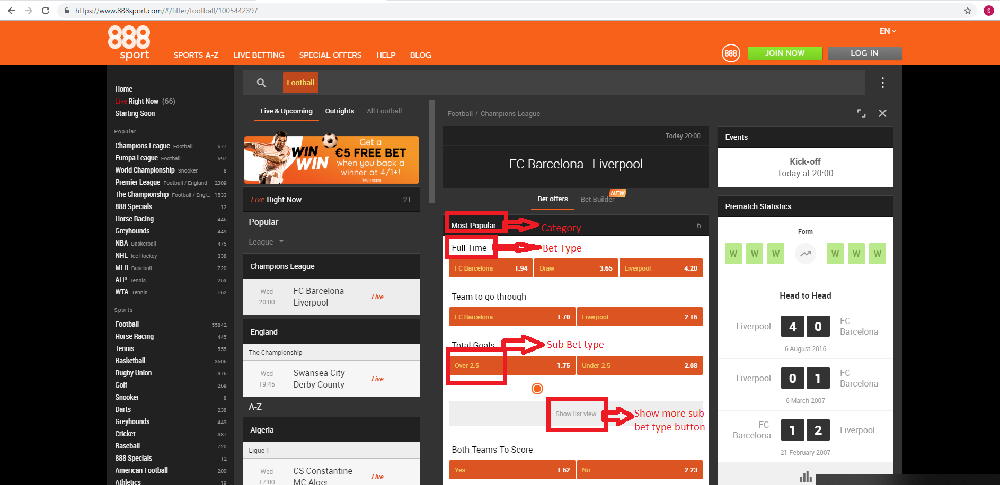 https://www.888sport.com/#/filter/football/1005442397
S
888
sport
SPORTS A-Z LIVE BETTING SPECIAL OFFERS HELP BLOG
EN
888
JOIN NOW
LOG IN
Home
Live Right Now (66)
Starting Soon
Popular
Champions League Football 577
Europa League Football 597
World Championship Snooker 8
Premier League Football / England 2309
The Championship Football / Engl... 1533
888 Specials 12
Horse Racing 445
Greyhounds 449
NBA Basketball 475
NHL Ice Hockey 338
MLB Baseball 720
ATP Tennis 253
WTA Tennis 162
Sports
Football 55842
Horse Racing 445
Tennis 555
Basketball 3506
Rugby Union 376
Golf 269
Snooker 8
Darts 238
Greyhounds 449
Cricket 381
Baseball 720
888 Specials 12
American Football 200
Athletics 19
Football
Live & Upcoming Outrights All Football
WIN
WIN
Get a
€5 FREE BET
when you back a
winner at 4/1+!
T&C's apply
Live Right Now 21
Popular
League
Champions League
Wed
20:00
FC Barcelona
Liverpool
Live
England
The Championship
Wed
19:45
Swansea City
Derby County
Live
A-Z
Algeria
Ligue 1
Wed
17:00
CS Constantine
MC Alger
Live
Football / Champions League
Today 20:00
FC Barcelona - Liverpool
Bet offers Bet Builder NEW
Most Popular 6
Category
Full Time
Bet Type
FC Barcelona 1.94 Draw 3.65 Liverpool 4.20
Team to go through
FC Barcelona 1.70 Liverpool 2.16
Total Goals
Sub Bet type
Over 2.5 1.75 Under 2.5 2.08
Show list view
Show more sub
bet type button
Both Teams To Score
Yes 1.62 No 2.23
Events
Kick-off
Today at 20:00
Prematch Statistics
Form
W W W W W W
Head to Head
Liverpool 4 0 FC Barcelona
6 August 2016
Liverpool 0 1 FC Barcelona
6 March 2007
FC Barcelona 1 2 Liverpool
21 February 2007